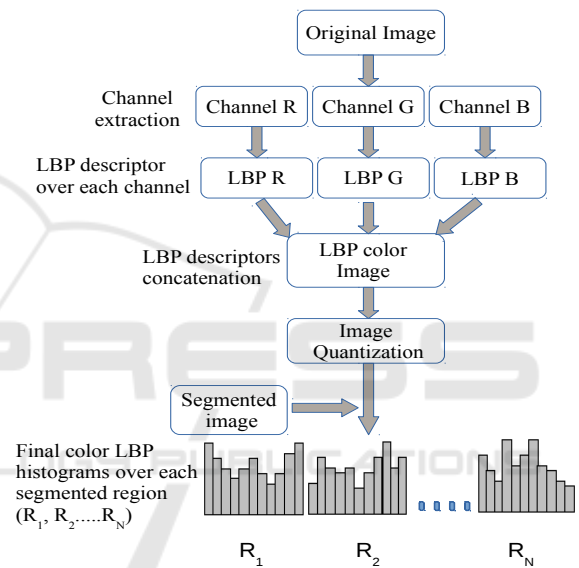 Original Image
Channel
extraction
Channel R
Channel G
Channel B
LBP descriptor
over each channel
LBP R
LBP G
LBP B
LBP descriptors
concatenation
LBP color
Image
Image
Quantization
Segmented
image
Final color LBP
histograms over each
segmented region
(R1, R2.....RN)
R1
R2
RN
PRESS
PUBLICATIONS